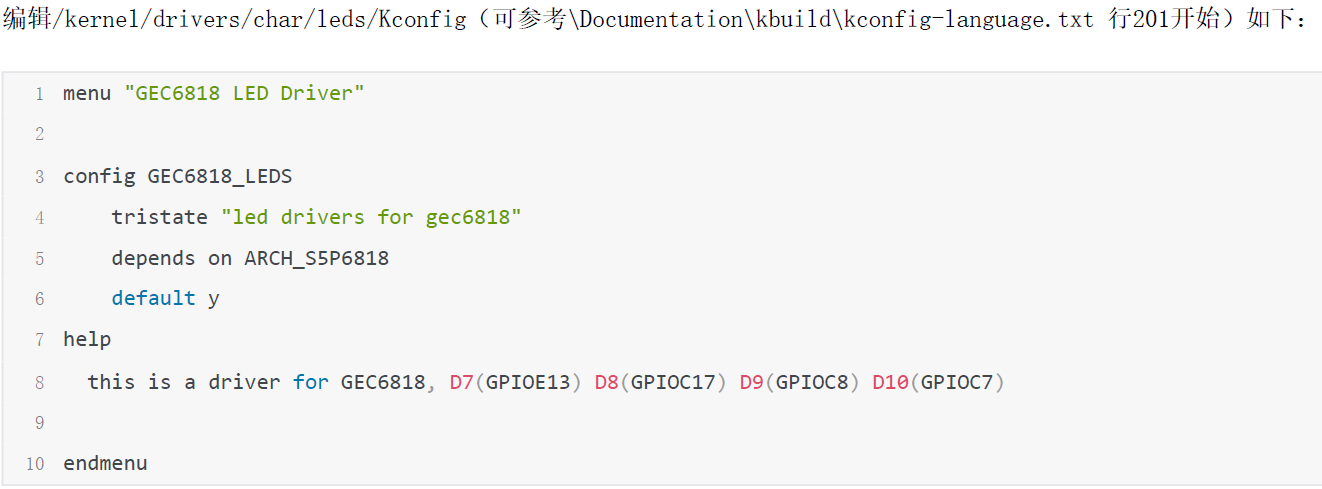 编辑/kernel/drivers/char/leds/Kconfig（可参考\Documentation\kbuild\kconfig-language.txt 行201开始）如下：
1 menu "GEC6818 LED Driver"
2
3 config GEC6818_LEDS
4     tristate "led drivers for gec6818"
5     depends on ARCH_S5P6818
6     default y
7 help
8   this is a driver for GEC6818, D7(GPIOE13) D8(GPIOC17) D9(GPIOC8) D10(GPIOC7)
9
10 endmenu